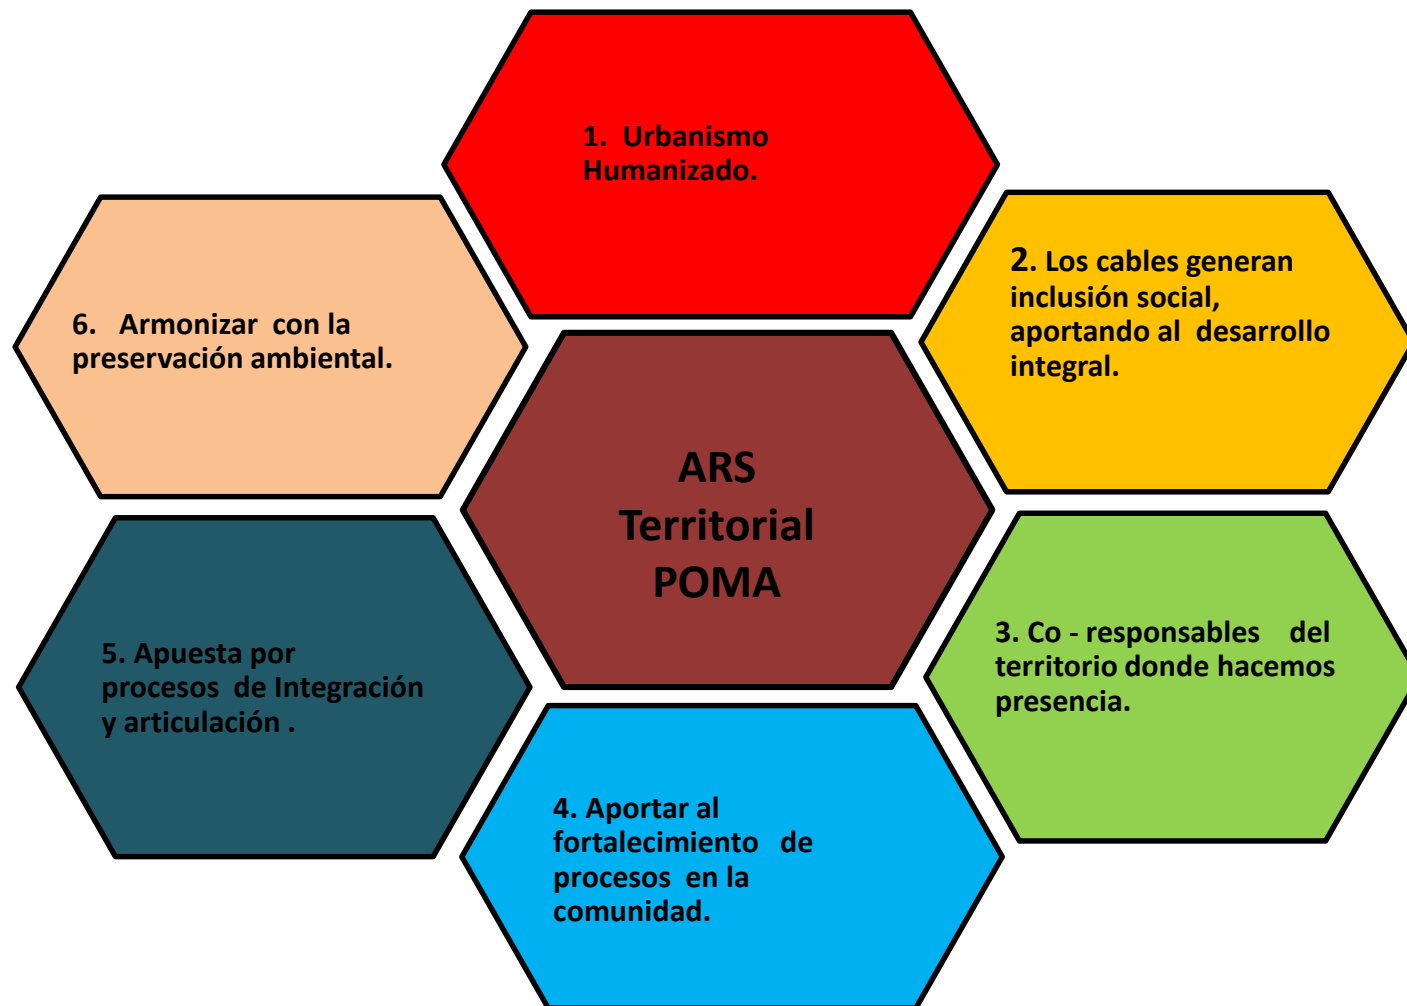 1. Urbanismo
Humanizado.
2. Los cables generan
inclusión social,
aportando al desarrollo
integral.
6. Armonizar con la
preservación ambiental.
ARS
Territorial
POMA
3. Co - responsables del
territorio donde hacemos
presencia.
5. Apuesta por
procesos de Integración
y articulación .
4. Aportar al
fortalecimiento de
procesos en la
comunidad.